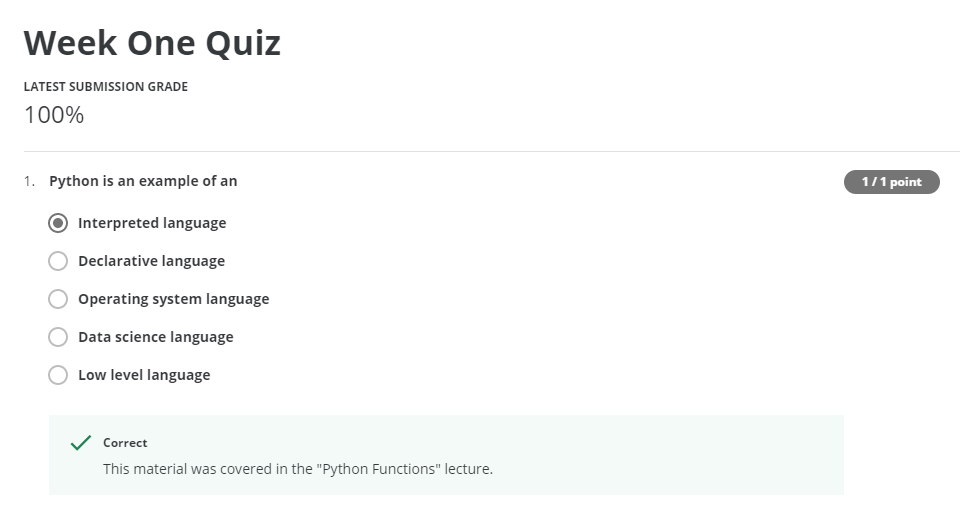 Week One Quiz
LATEST SUBMISSION GRADE
100%
1. Python is an example of an
1 / 1 point
Interpreted language
Declarative language
Operating system language
Data science language
Low level language
Correct
This material was covered in the "Python Functions" lecture.